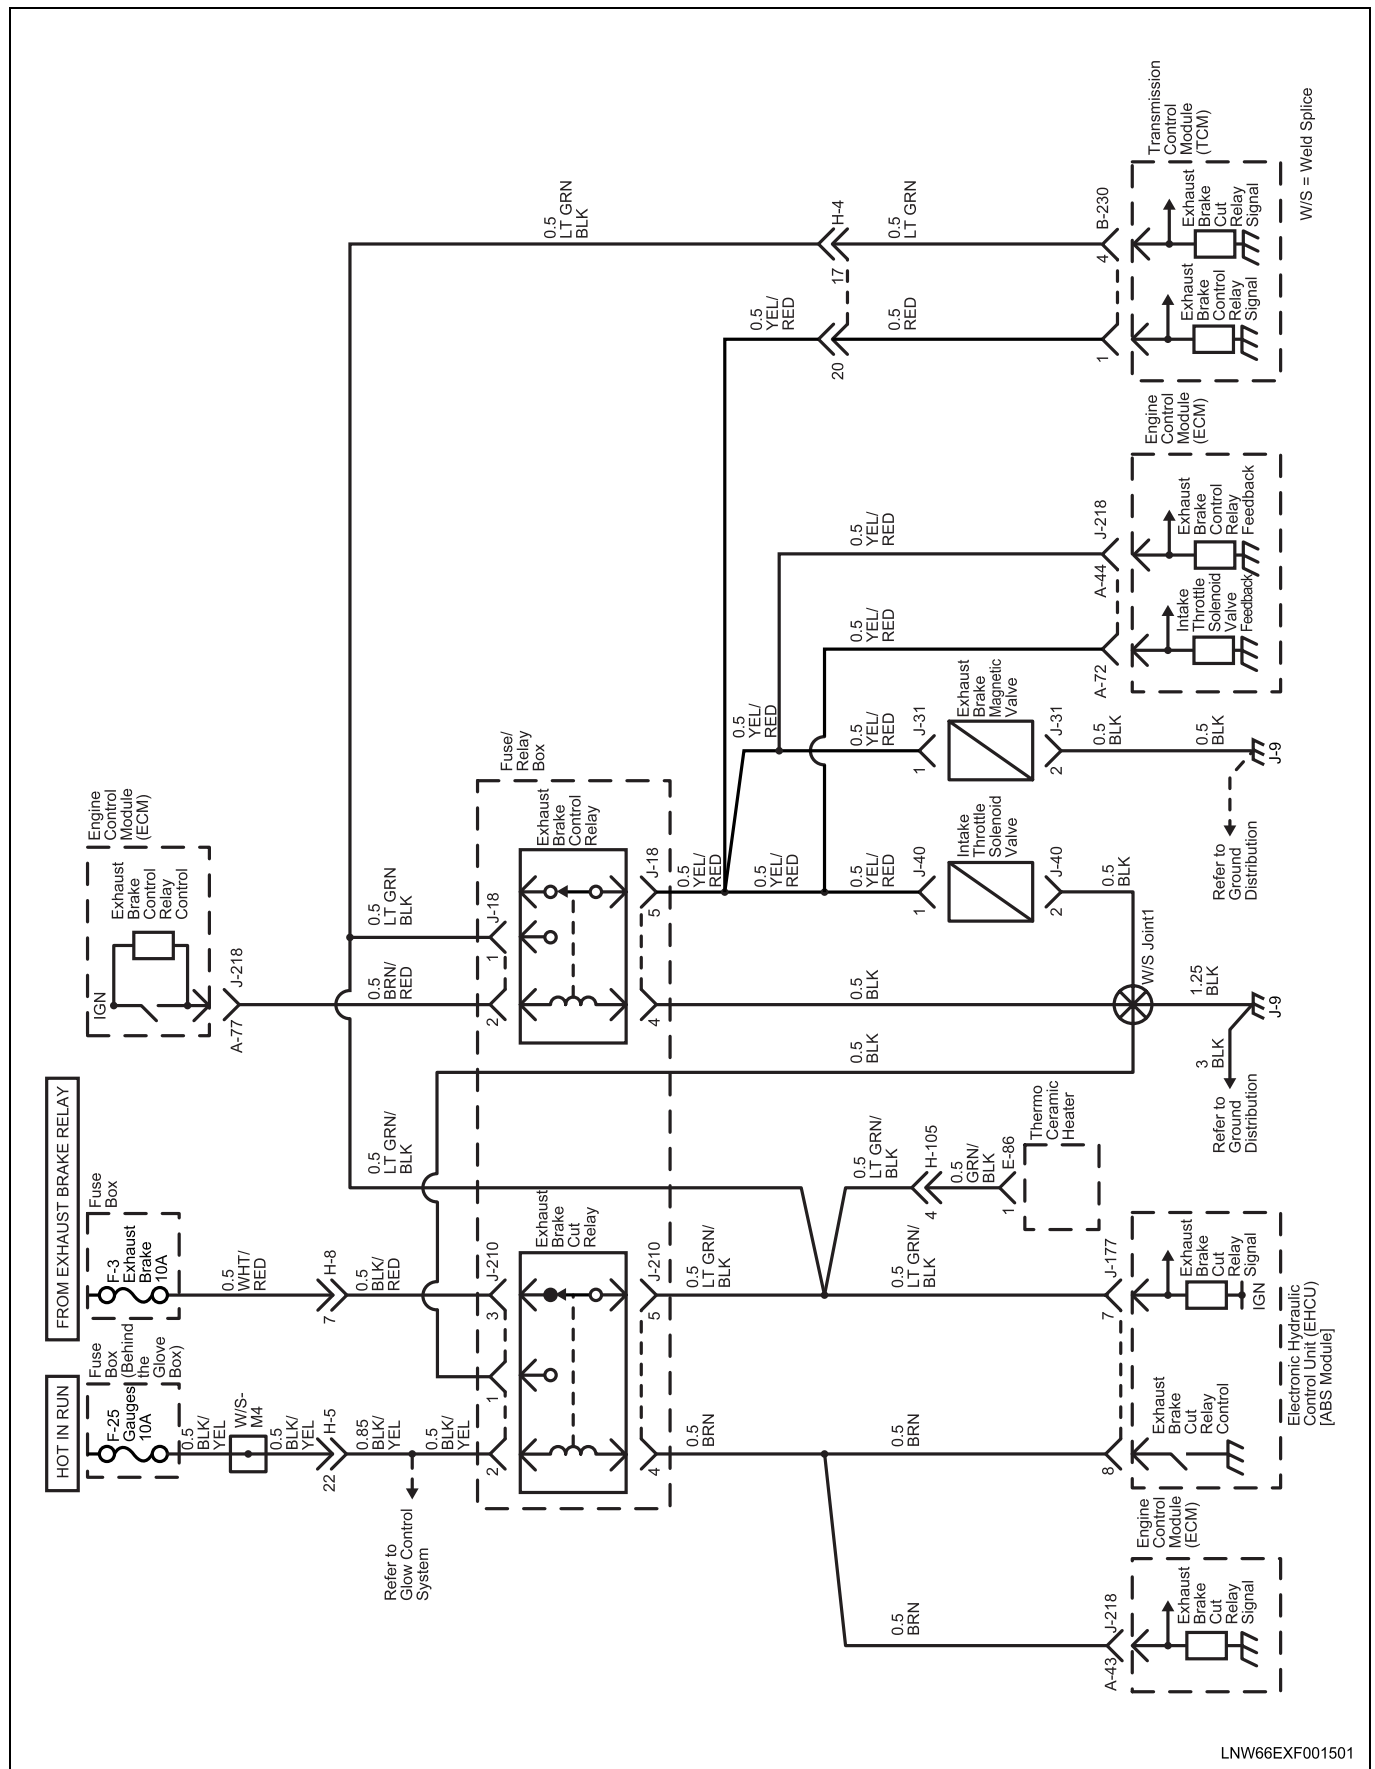 FROM EXHAUST BRAKE RELAY
HOT IN RUN
Fuse
Box
(Behind
the
Glove
Box)
F-25
Gauges
10A
0.5
BLK/
YEL
W/S-
M4
0.5
BLK/
YEL
H-5
22
0.85
BLK/
YEL
0.5
BLK/
YEL
Refer to
Glow Control
System
Fuse
Box
F-3
Exhaust
Brake
10A
0.5
WHT/
RED
H-8
7
0.5
BLK/
RED
J-210
3
1
2
Exhaust
Brake
Cut
Relay
J-210
5
4
0.5
LT GRN/
BLK
0.5
BRN
Engine
Control
Module
(ECM)
Exhaust
Brake
Control
Relay
Control
IGN
J-218
A-77
0.5
BRN/
RED
0.5
LT GRN
BLK
0.5
LT GRN/
BLK
J-18
1
2
Fuse/
Relay
Box
Exhaust
Brake
Control
Relay
J-18
5
4
0.5
YEL/
RED
0.5
YEL/
RED
0.5
YEL/
RED
0.5
YEL/
RED
0.5
YEL/
RED
0.5
YEL/
RED
0.5
YEL/
RED
0.5
YEL/
RED
0.5
LT GRN
BLK
H-4
17
20
0.5
LT GRN
0.5
RED
B-230
4
1
Transmission
Control
Module
(TCM)
Exhaust
Brake
Cut
Relay
Signal
Exhaust
Brake
Control
Relay
Signal
W/S = Weld Splice
Engine
Control
Module
(ECM)
J-218
A-44
A-72
Exhaust
Brake
Control
Relay
Feedback
Intake
Throttle
Solenoid
Valve
Feedback
J-31
1
Exhaust
Brake
Magnetic
Valve
J-31
2
0.5
BLK
0.5
BLK
J-9
Refer to
Ground
Distribution
J-40
1
Intake
Throttle
Solenoid
Valve
J-40
2
0.5
BLK
W/S Joint1
0.5
BLK
0.5
BLK
1.25
BLK
J-9
3
BLK
Refer to
Ground
Distribution
0.5
LT GRN/
BLK
H-105
4
0.5
GRN/
BLK
E-86
1
Thermo
Ceramic
Heater
0.5
LT GRN/
BLK
J-177
7
8
Exhaust
Brake
Cut
Relay
Signal
IGN
Exhaust
Brake
Cut
Relay
Control
Electronic Hydraulic
Control Unit (EHCU)
[ABS Module]
0.5
BRN
0.5
BRN
J-218
A-43
Engine
Control
Module
(ECM)
Exhaust
Brake
Cut
Relay
Signal
LNW66EXF001501